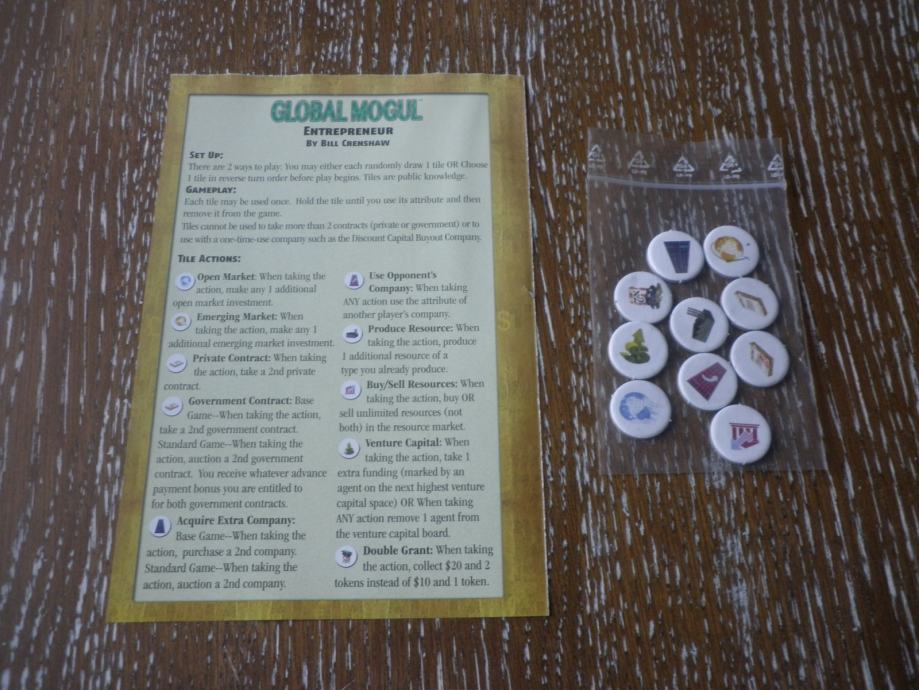 GLOBAL MOGUL™
ENTREPRENEUR
BY BILL CRENSHAW
SET UP:
There are 2 ways to play: You may either each randomly draw 1 tile OR Choose
1 tile in reverse turn order before play begins. Tiles are public knowledge.
GAMEPLAY:
Each tile may be used once. Hold the tile until you use its attribute and then
remove it from the game.
Tiles cannot be used to take more than 2 contracts (private or government) or to
use with a one-time-use company such as the Discount Capital Buyout Company.
TILE ACTIONS:
Open Market: When taking the
action, make any 1 additional
open market investment.
Emerging Market: When
taking the action, make any 1
additional emerging market investment.
Private Contract: When taking
the action, take a 2nd private
contract.
Government Contract: Base
Game--When taking the action,
take a 2nd government contract.
Standard Game--When taking the
action, auction a 2nd government
contract. You receive whatever advance
payment bonus you are entitled to
for both government contracts.
Acquire Extra Company:
Base Game--When taking the
action, purchase a 2nd company.
Standard Game--When taking the
action, auction a 2nd company.
Use Opponent's
Company: When taking
ANY action use the attribute of
another player's company.
Produce Resource: When
taking the action, produce
1 additional resource of a
type you already produce.
Buy/Sell Resources: When
taking the action, buy OR
sell unlimited resources (not
both) in the resource market.
Venture Capital: When
taking the action, take 1
extra funding (marked by an
agent on the next highest venture
capital space) OR When taking
ANY action remove 1 agent from
the venture capital board.
Double Grant: When taking
the action, collect $20 and 2
tokens instead of $10 and 1 token.